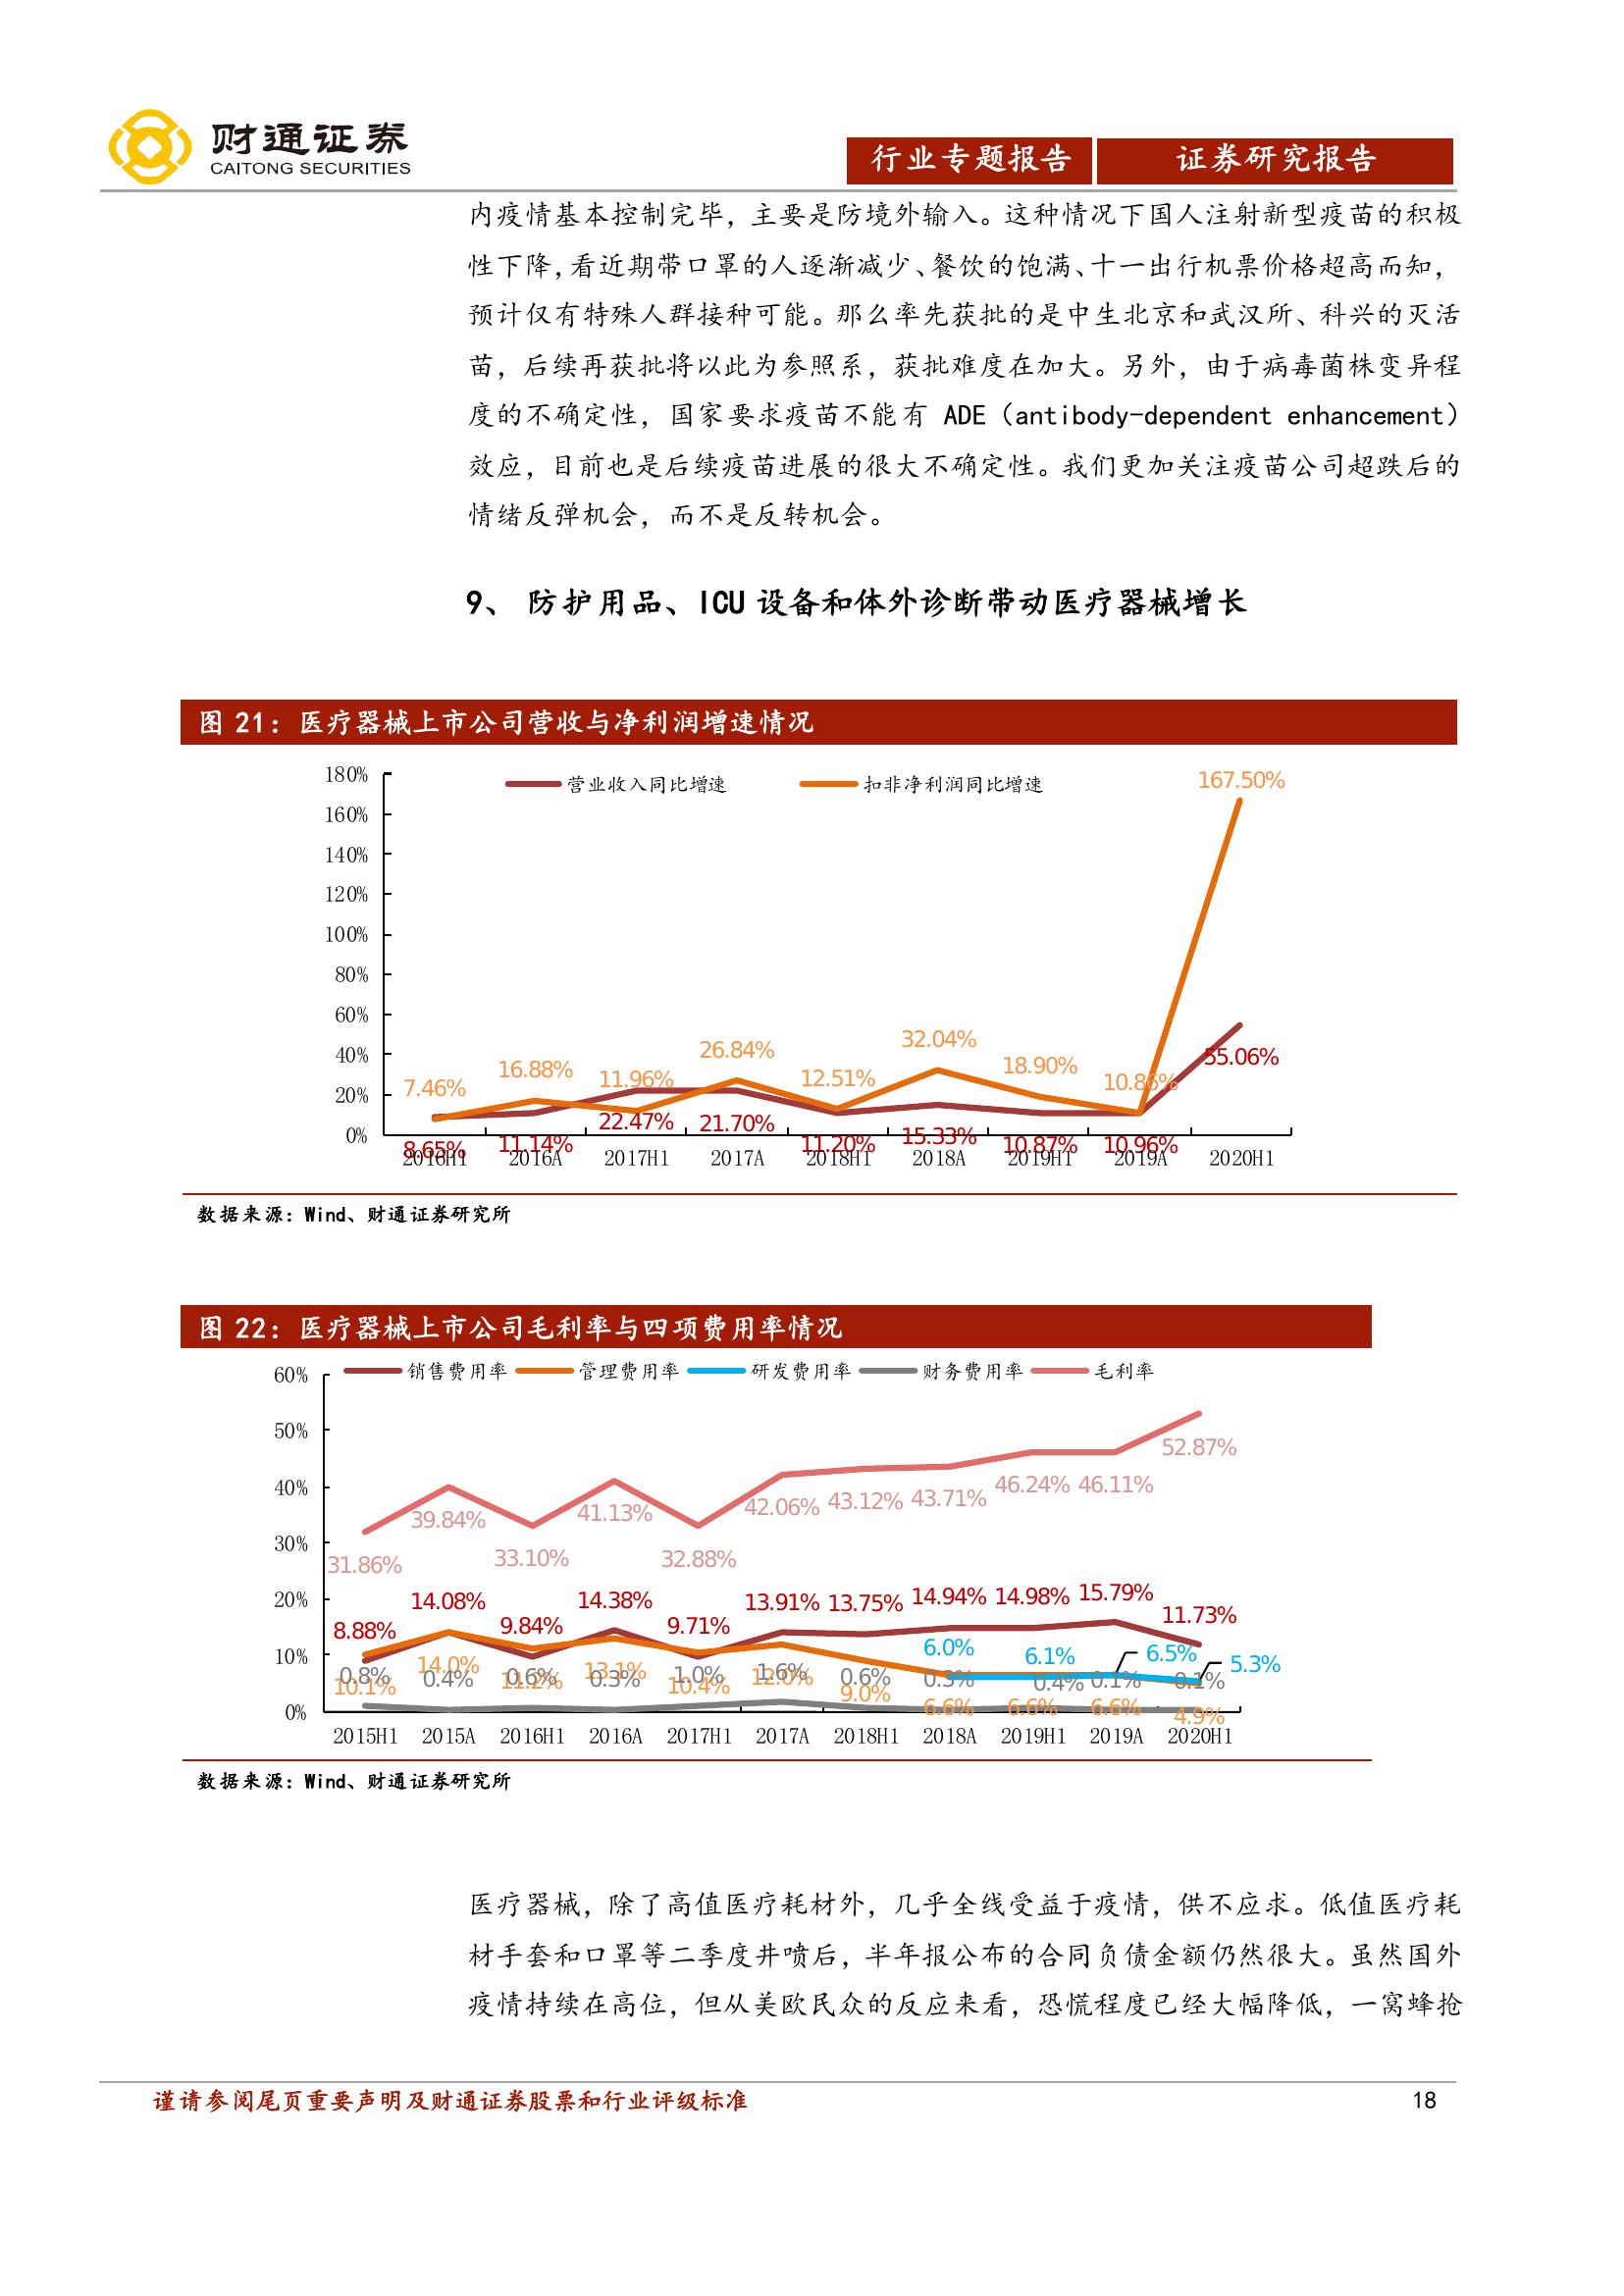 财通证券
CAITONG SECURITIES
行业专题报告 证券研究报告
内疫情基本控制完毕，主要是防境外输入。这种情况下国人注射新型疫苗的积极
性下降，看近期带口罩的人逐渐减少、餐饮的饱满、十一出行机票价格超高而知，
预计仅有特殊人群接种可能。那么率先获批的是中生北京和武汉所、科兴的灭活
苗，后续再获批将以此为参照系，获批难度在加大。另外，由于病毒菌株变异程
度的不确定性，国家要求疫苗不能有 ADE（antibody-dependent enhancement）
效应，目前也是后续疫苗进展的很大不确定性。我们更加关注疫苗公司超跌后的
情绪反弹机会，而不是反转机会。
9、 防护用品、ICU 设备和体外诊断带动医疗器械增长
图 21：医疗器械上市公司营收与净利润增速情况
营业收入同比增速 扣非净利润同比增速
180%
160%
140%
120%
100%
80%
60%
40%
20%
0%
7.46% 16.88% 11.96% 26.84% 12.51% 32.04% 18.90% 10.86% 167.50%
8.65% 11.14% 22.47% 21.70% 11.20% 15.33% 10.87% 10.96% 55.06%
2016H1 2016A 2017H1 2017A 2018H1 2018A 2019H1 2019A 2020H1
数据来源：Wind、财通证券研究所
图 22：医疗器械上市公司毛利率与四项费用率情况
销售费用率 管理费用率 研发费用率 财务费用率 毛利率
60%
50%
40%
30%
20%
10%
0%
31.86% 39.84% 33.10% 41.13% 32.88% 42.06% 43.12% 43.71% 46.24% 46.11% 52.87%
8.88% 14.08% 9.84% 14.38% 9.71% 13.91% 13.75% 14.94% 14.98% 15.79% 11.73%
6.0% 6.1% 6.5% 5.3%
0.8% 0.4% 0.6% 0.3% 1.0% 1.6% 0.6% 0.3% 0.4% 0.1% 0.1%
10.1% 14.0% 11.2% 13.1% 10.4% 12.0% 9.0% 6.6% 6.6% 6.6% 4.9%
2015H1 2015A 2016H1 2016A 2017H1 2017A 2018H1 2018A 2019H1 2019A 2020H1
数据来源：Wind、财通证券研究所
医疗器械，除了高值医疗耗材外，几乎全线受益于疫情，供不应求。低值医疗耗
材手套和口罩等二季度井喷后，半年报公布的合同负债金额仍然很大。虽然国外
疫情持续在高位，但从美欧民众的反应来看，恐慌程度已经大幅降低，一窝蜂抢
谨请参阅尾页重要声明及财通证券股票和行业评级标准 18